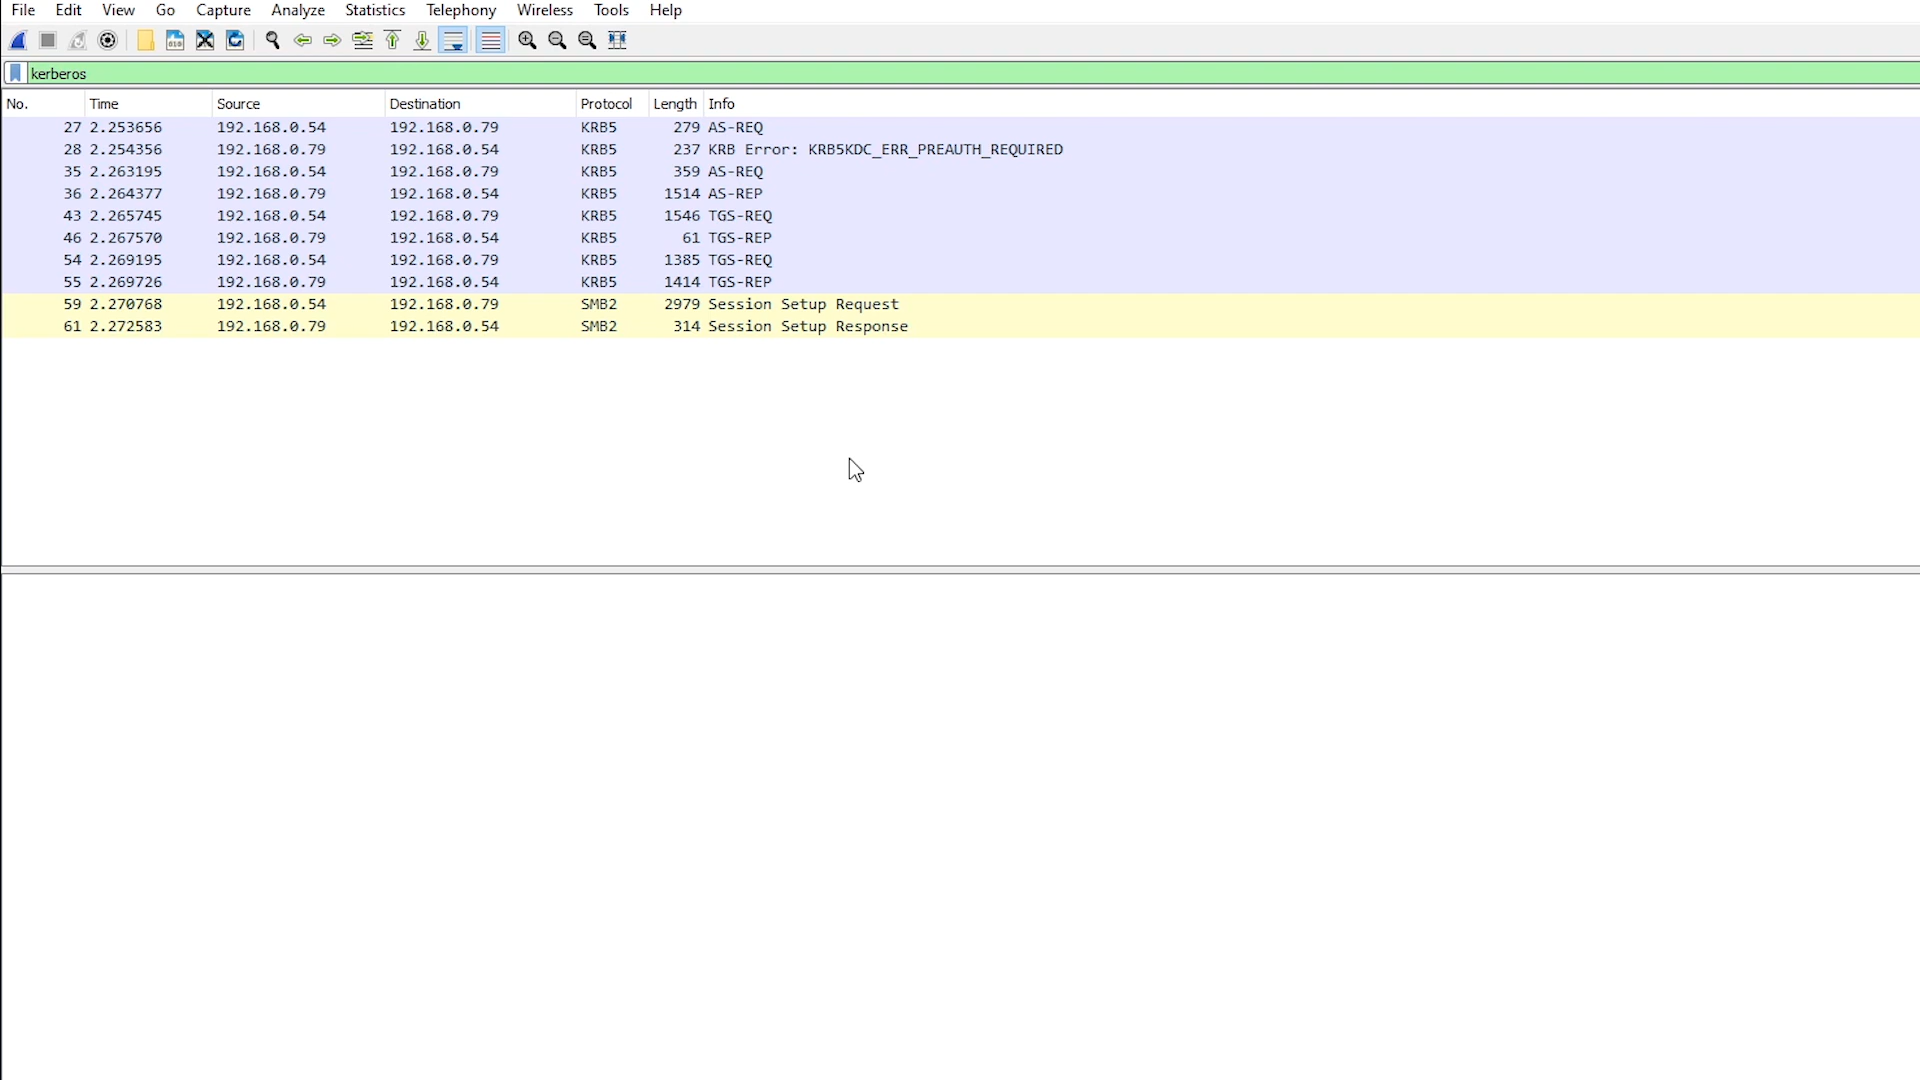 File Edit View Go Capture Analyze Statistics Telephony Wireless Tools Help
kerberos
No. Time Source Destination Protocol Length Info
27 2.253656 192.168.0.54 192.168.0.79 KRB5 279 AS-REQ
28 2.254356 192.168.0.79 192.168.0.54 KRB5 237 KRB Error: KRB5KDC_ERR_PREAUTH_REQUIRED
35 2.263195 192.168.0.54 192.168.0.79 KRB5 359 AS-REQ
36 2.264377 192.168.0.79 192.168.0.54 KRB5 1514 AS-REP
43 2.265745 192.168.0.54 192.168.0.79 KRB5 1546 TGS-REQ
46 2.267570 192.168.0.79 192.168.0.54 KRB5 61 TGS-REP
54 2.269195 192.168.0.54 192.168.0.79 KRB5 1385 TGS-REQ
55 2.269726 192.168.0.79 192.168.0.54 KRB5 1414 TGS-REP
59 2.270768 192.168.0.54 192.168.0.79 SMB2 2979 Session Setup Request
61 2.272583 192.168.0.79 192.168.0.54 SMB2 314 Session Setup Response